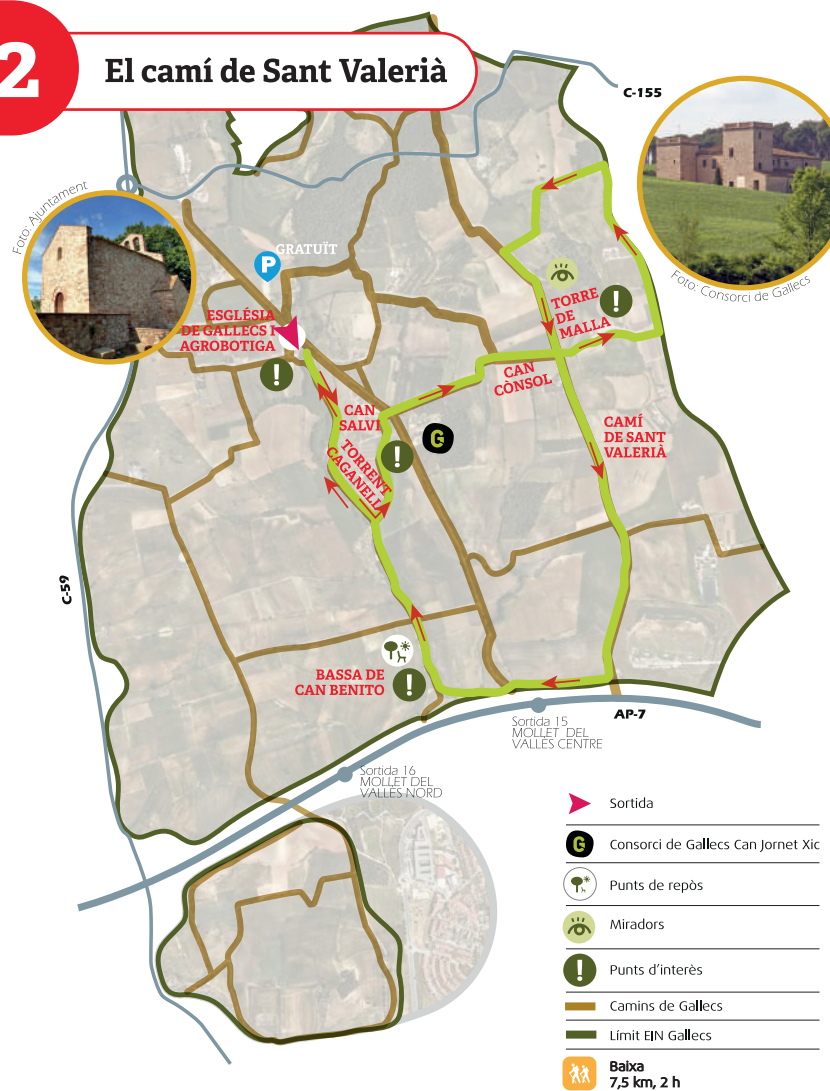 2
El camí de Sant Valerià
C-155
Foto: Ajuntament
Foto: Consorci de Gallecs
P
GRATUÏT
ESGLÉSIA
DE GALLECS I
AGROBOTIGA
TORRE
DE
MALLA
CAN
CÒNSOL
CAN
SALVI
TORRENT
CAGANELL
G
CAMÍ
DE SANT
VALERIÀ
C-59
BASSA DE
CAN BENITO
AP-7
Sortida 15
MOLLET DEL
VALLÈS CENTRE
Sortida 16
MOLLET DEL
VALLÈS NORD
Sortida
G Consorci de Gallecs Can Jornet Xic
Punts de repòs
Miradors
! Punts d'interès
Camins de Gallecs
Límit EIN Gallecs
Baixa
7,5 km, 2 h